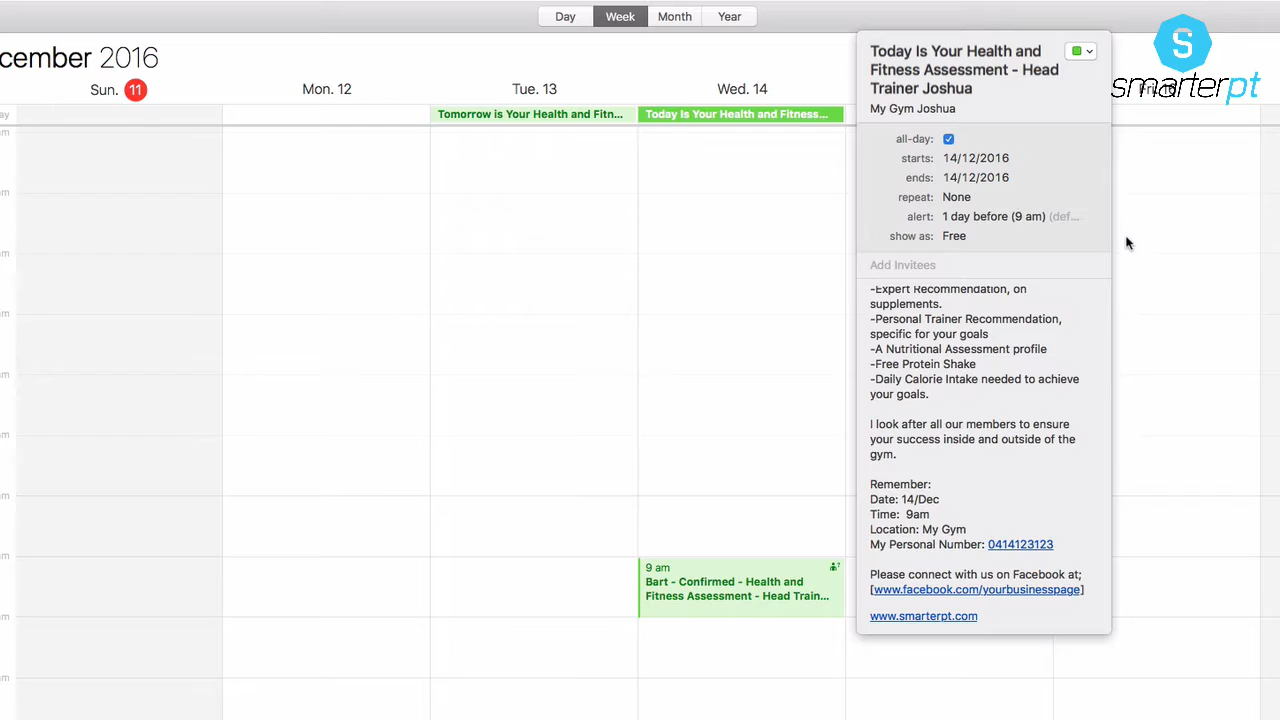 Day Week Month Year
cember 2016
Sun. 11 Mon. 12 Tue. 13 Wed. 14
Tomorrow is Your Health and Fitn...
Today is Your Health and Fitness...
Today Is Your Health and
Fitness Assessment - Head
Trainer Joshua
My Gym Joshua
all-day:
starts: 14/12/2016
ends: 14/12/2016
repeat: None
alert: 1 day before (9 am) (def...
show as: Free
Add Invitees
-Expert Recommendation, on
supplements.
-Personal Trainer Recommendation,
specific for your goals
-A Nutritional Assessment profile
-Free Protein Shake
-Daily Calorie Intake needed to achieve
your goals.
I look after all our members to ensure
your success inside and outside of the
gym.
Remember:
Date: 14/Dec
Time:  9am
Location: My Gym
My Personal Number: 0414123123
Please connect with us on Facebook at;
[www.facebook.com/yourbusinesspage]
www.smarterpt.com
9 am
Bart - Confirmed - Health and
Fitness Assessment - Head Train...
S
smarterpt